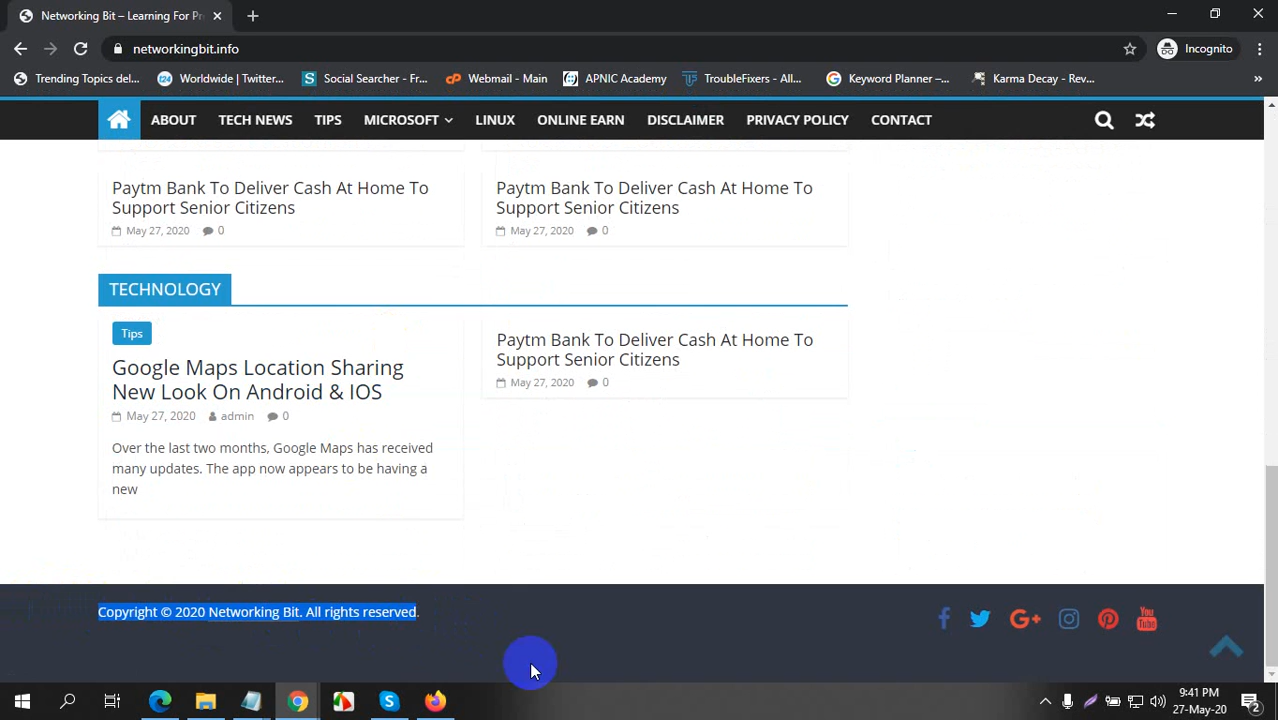 Networking Bit – Learning For Pr
networkingbit.info
Incognito
Trending Topics del...
Worldwide | Twitter...
Social Searcher - Fr...
Webmail - Main
APNIC Academy
TroubleFixers - All...
Keyword Planner –...
Karma Decay - Rev...
ABOUT
TECH NEWS
TIPS
MICROSOFT
LINUX
ONLINE EARN
DISCLAIMER
PRIVACY POLICY
CONTACT
Paytm Bank To Deliver Cash At Home To
Support Senior Citizens
May 27, 2020 0
Paytm Bank To Deliver Cash At Home To
Support Senior Citizens
May 27, 2020 0
TECHNOLOGY
Tips
Google Maps Location Sharing
New Look On Android & IOS
May 27, 2020 admin 0
Over the last two months, Google Maps has received
many updates. The app now appears to be having a
new
Paytm Bank To Deliver Cash At Home To
Support Senior Citizens
May 27, 2020 0
Copyright © 2020 Networking Bit. All rights reserved.
You
Tube
9:41 PM
27-May-20
2